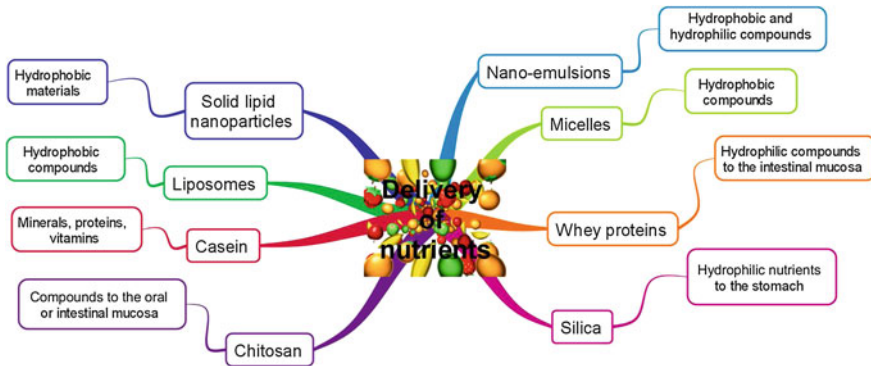 Hydrophobic and
hydrophilic compounds
Nano-emulsions
Hydrophobic
materials
Solid lipid
nanoparticles
Hydrophobic
compounds
Micelles
Hydrophobic
compounds
Liposomes
Hydrophilic compounds
to the intestinal mucosa
Delivery
of
nutrients
Minerals, proteins,
vitamins
Casein
Whey proteins
Compounds to the oral
or intestinal mucosa
Chitosan
Hydrophilic nutrients
to the stomach
Silica